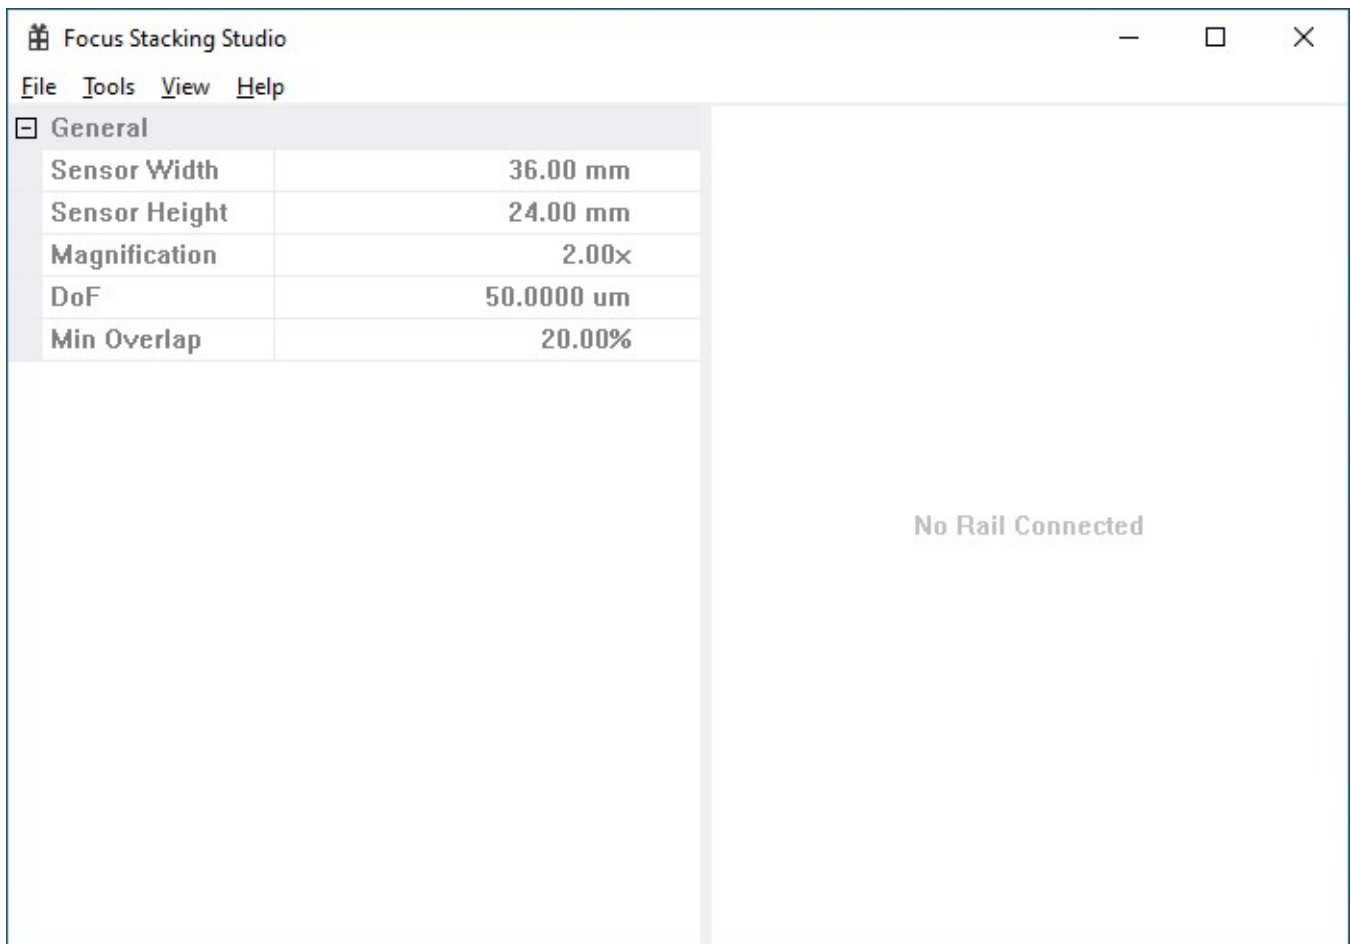 Focus Stacking Studio
File Tools View Help
General
Sensor Width 36.00 mm
Sensor Height 24.00 mm
Magnification 2.00x
DoF 50.0000 um
Min Overlap 20.00%
No Rail Connected